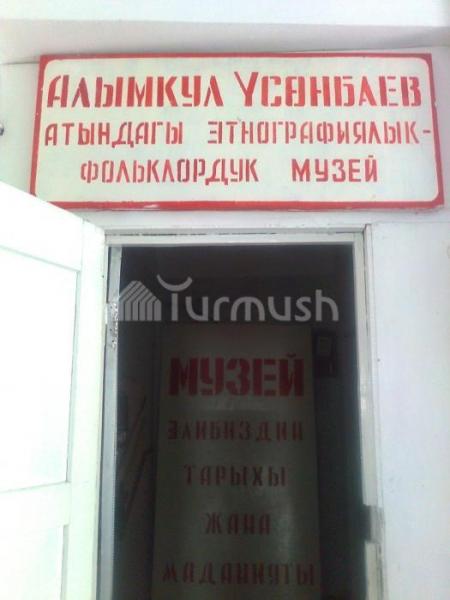 АЛЫМКУЛ ҮСӨНБАЕВ
АТЫНДАГЫ ЭТНОГРАФИЯЛЫК-
ФОЛЬКЛОРДУК МУЗЕЙ
Turmush
МУЗЕЙ
ЭЛИБИЗДИН
ТАРЫХЫ
ЖАНА
МАДАНИЯТЫ